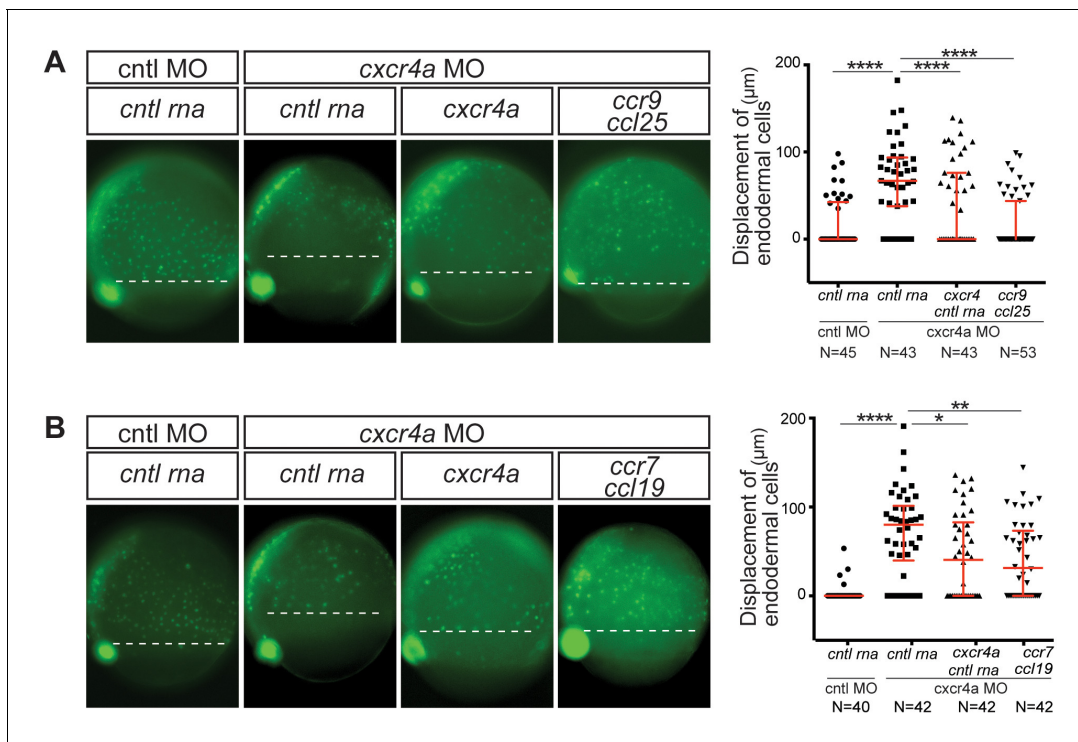 A
cntl MO
cxcr4a MO
cntl rna
cntl rna
cxcr4a
ccr9
ccl25
Displacement of (μm)
endodermal cells
200
100
0
****
****
****
cntl rna
cntl rna
cxcr4
cntl rna
ccr9
ccl25
cntl MO
cxcr4a MO
N=45
N=43
N=43
N=53
B
cntl MO
cxcr4a MO
cntl rna
cntl rna
cxcr4a
ccr7
ccl19
Displacement of (μm)
endodermal cells
200
100
0
****
**
*
cntl rna
cntl rna
cxcr4a
cntl rna
ccr7
ccl19
cntl MO
cxcr4a MO
N=40
N=42
N=42
N=42